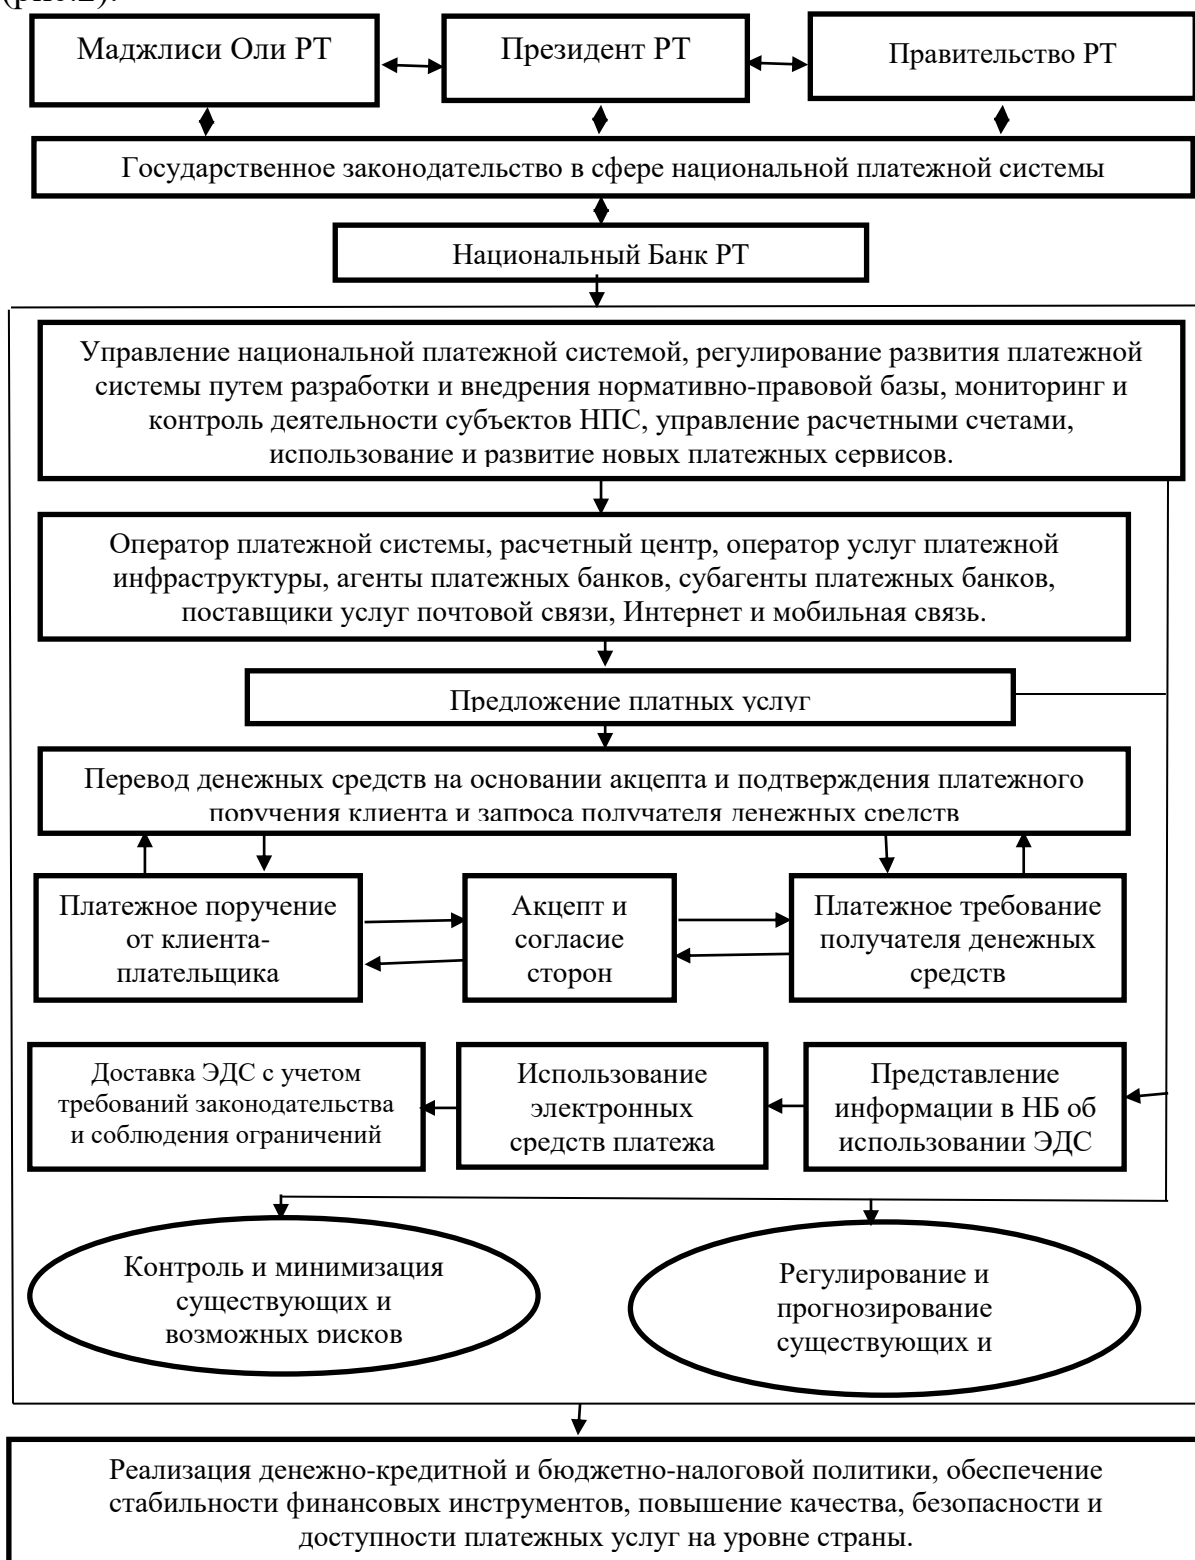 (рис.2).
Маджлиси Оли РТ
Президент РТ
Правительство РТ
Государственное законодательство в сфере национальной платежной системы
Национальный Банк РТ
Управление национальной платежной системой, регулирование развития платежной
системы путем разработки и внедрения нормативно-правовой базы, мониторинг и
контроль деятельности субъектов НПС, управление расчетными счетами,
использование и развитие новых платежных сервисов.
Оператор платежной системы, расчетный центр, оператор услуг платежной
инфраструктуры, агенты платежных банков, субагенты платежных банков,
поставщики услуг почтовой связи, Интернет и мобильная связь.
Предложение платных услуг
Перевод денежных средств на основании акцепта и подтверждения платежного
поручения клиента и запроса получателя денежных средств
Платежное поручение
от клиента-
плательщика
Акцепт и
согласие
сторон
Платежное требование
получателя денежных
средств
Доставка ЭДС с учетом
требований законодательства
и соблюдения ограничений
Использование
электронных
средств платежа
Представление
информации в НБ об
использовании ЭДС
Контроль и минимизация
существующих и
возможных рисков
Регулирование и
прогнозирование
существующих и
Реализация денежно-кредитной и бюджетно-налоговой политики, обеспечение
стабильности финансовых инструментов, повышение качества, безопасности и
доступности платежных услуг на уровне страны.